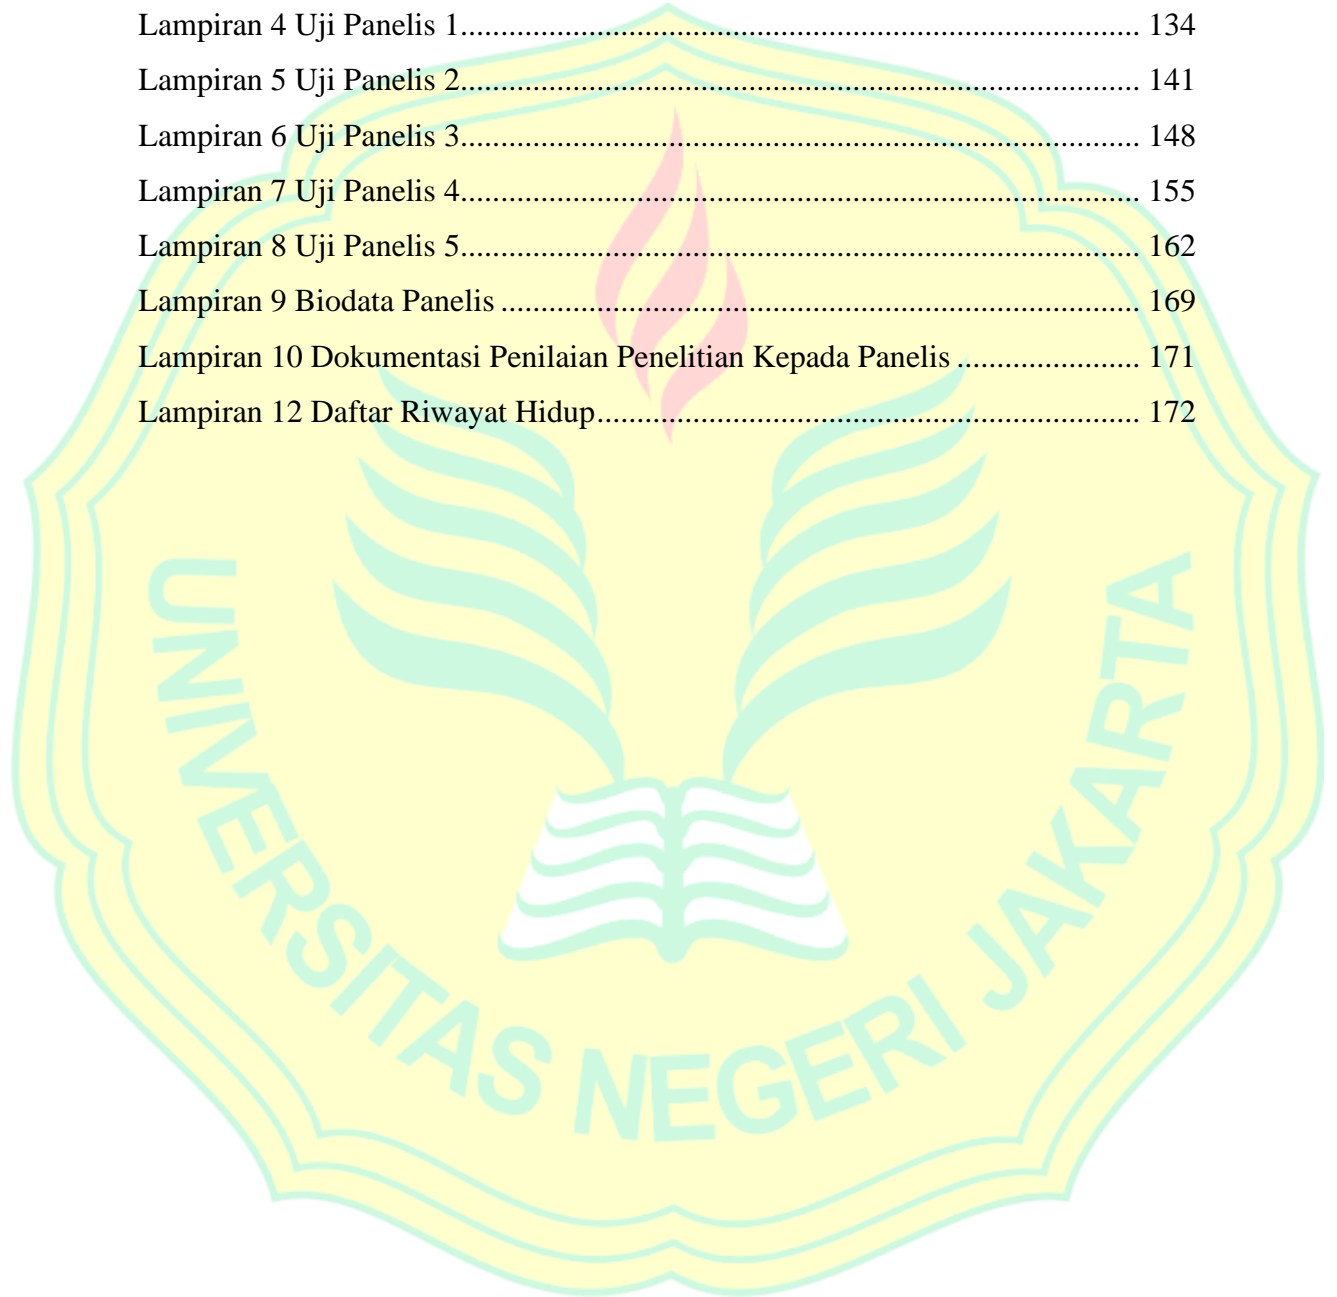 Lampiran 4 Uji Panelis 1.................................................................................... 134
Lampiran 5 Uji Panelis 2.................................................................................... 141
Lampiran 6 Uji Panelis 3.................................................................................... 148
Lampiran 7 Uji Panelis 4.................................................................................... 155
Lampiran 8 Uji Panelis 5.................................................................................... 162
Lampiran 9 Biodata Panelis ............................................................................... 169
Lampiran 10 Dokumentasi Penilaian Penelitian Kepada Panelis ....................... 171
Lampiran 12 Daftar Riwayat Hidup................................................................... 172
UNIVERSITAS NEGERI JAKARTA